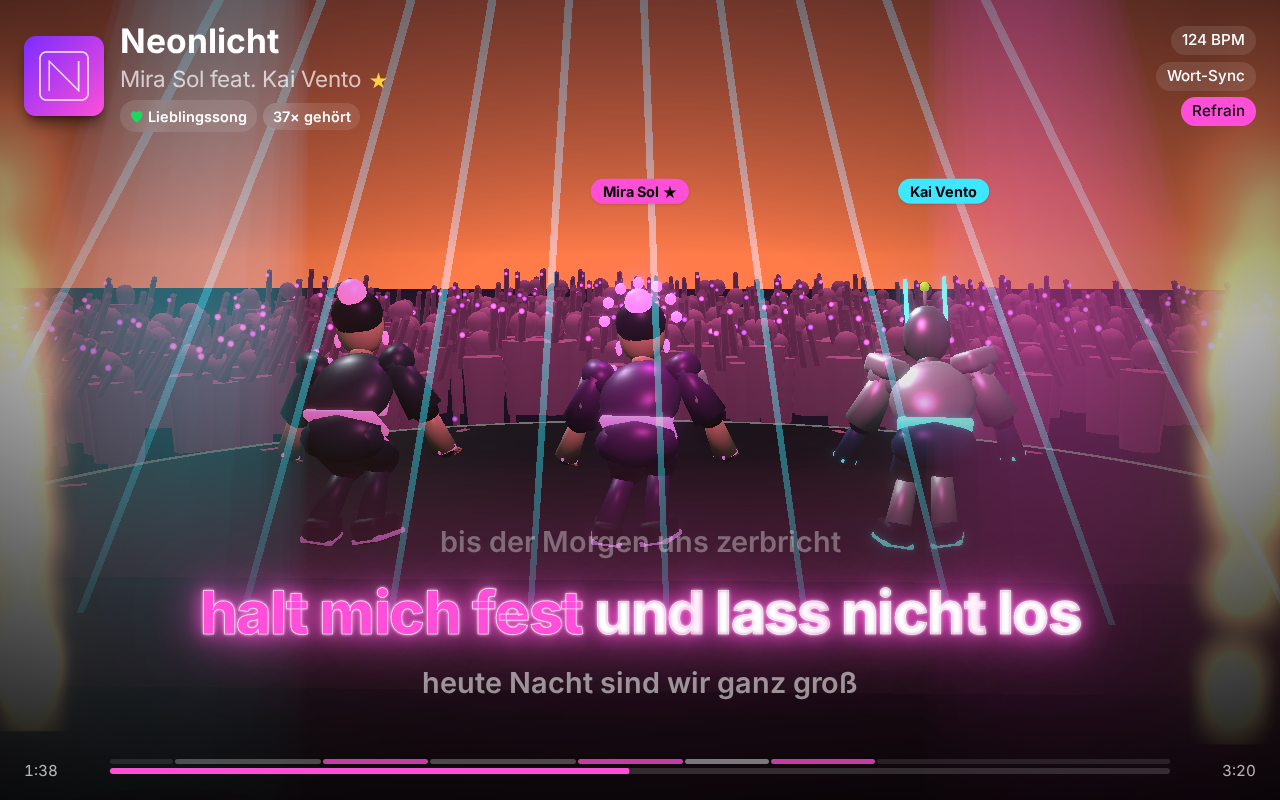 N
Neonlicht
Mira Sol feat. Kai Vento ★
Lieblingssong
37× gehört
124 BPM
Wort-Sync
Refrain
Mira Sol ★
Kai Vento
bis der Morgen uns zerbricht
halt mich fest und lass nicht los
heute Nacht sind wir ganz groß
1:38
3:20